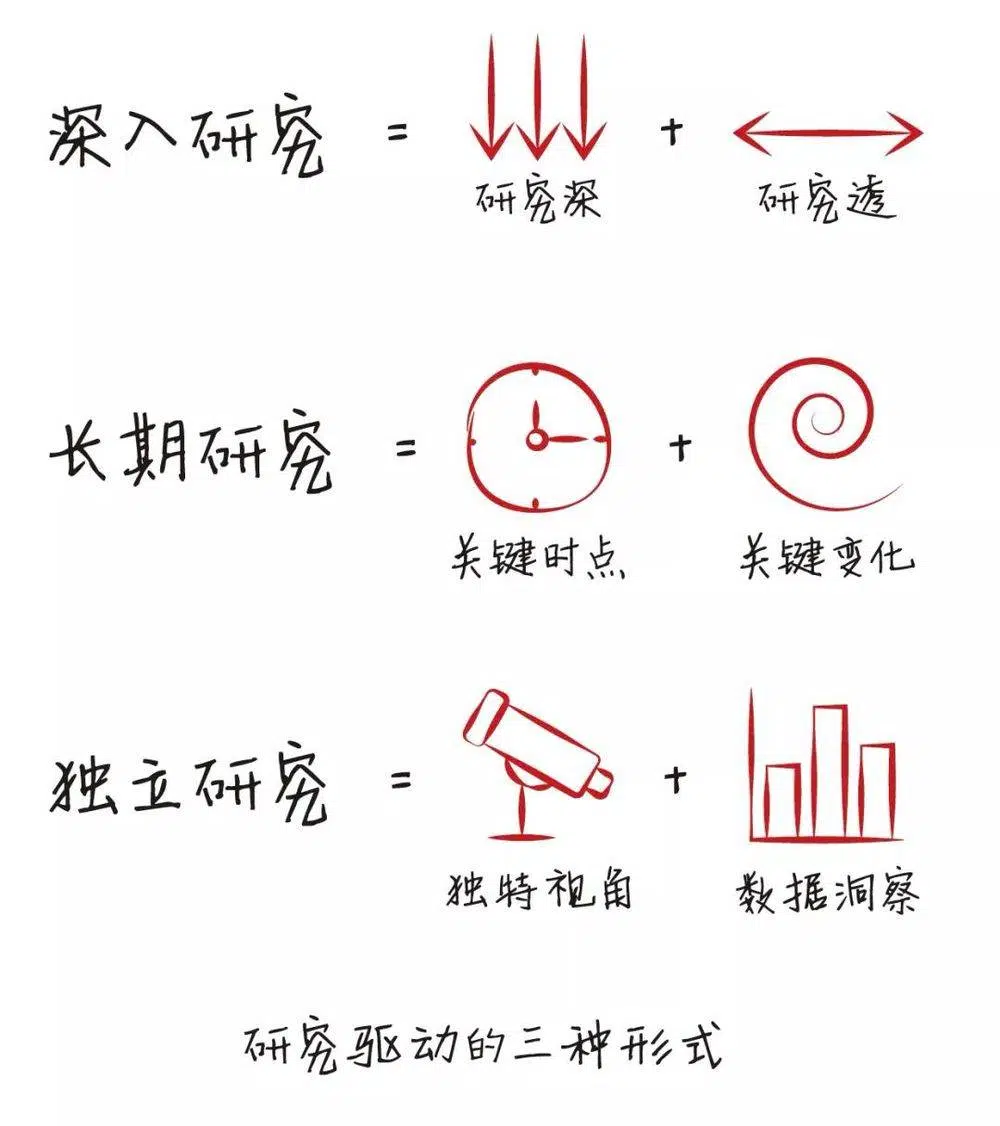 深入研究 = +
研究深 研究透
长期研究 = +
关键时点 关键变化
独立研究 = +
独特视角 数据洞察
研究驱动的三种形式